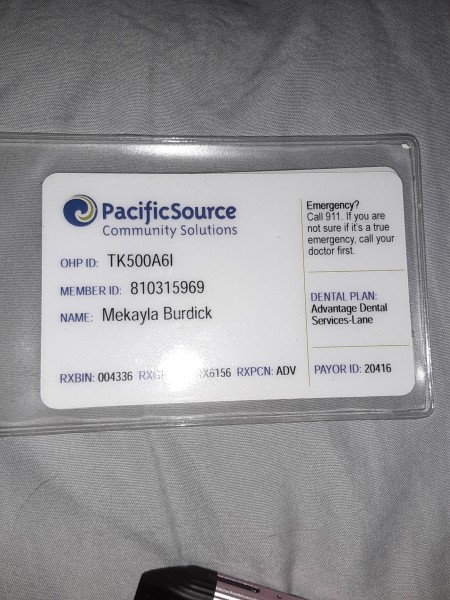 PacificSource
Community Solutions
OHP ID: TK500A6I
MEMBER ID: 810315969
NAME: Mekayla Burdick
RXBIN: 004336 RX6156 RXPCN: ADV
Emergency?
Call 911. If you are
not sure if it's a true
emergency, call your
doctor first.
DENTAL PLAN:
Advantage Dental
Services-Lane
PAYOR ID: 20416